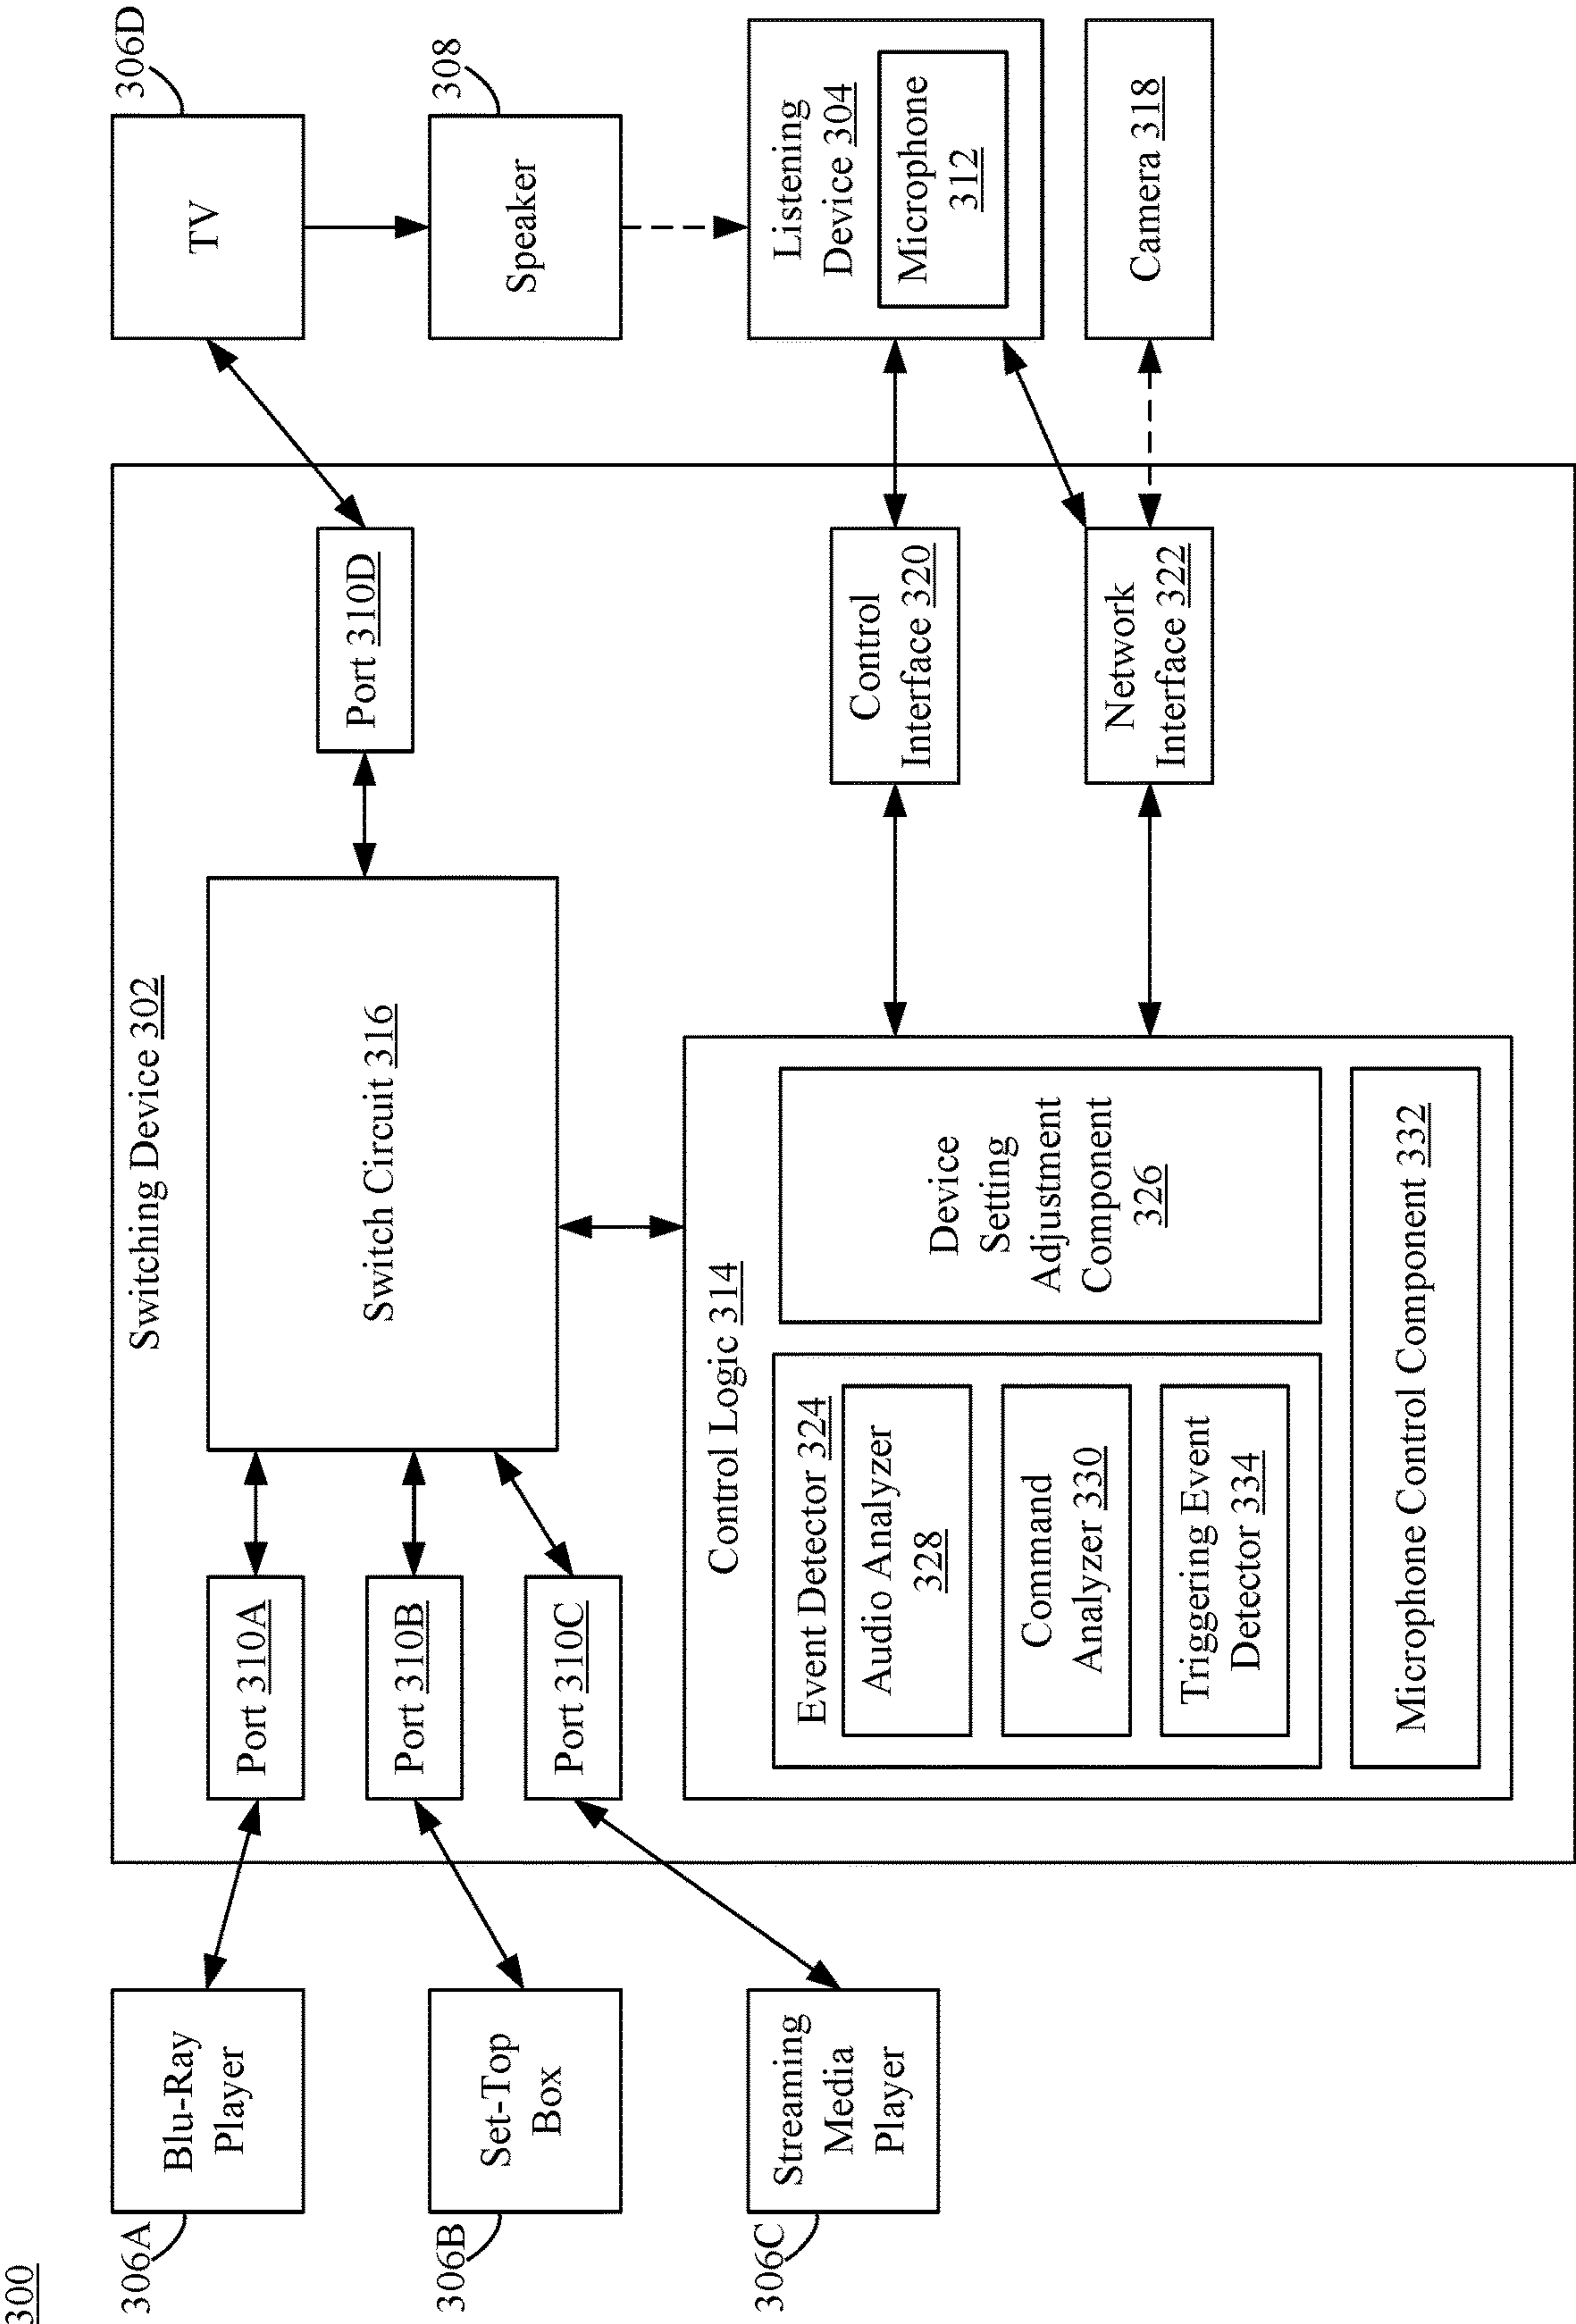 300
306A
Blu-Ray
Player
306B
Set-Top
Box
306C
Streaming
Media
Player
Switching Device 302
Port 310A
Port 310B
Port 310C
Switch Circuit 316
Port 310D
Control Logic 314
Event Detector 324
Audio Analyzer
328
Command
Analyzer 330
Triggering Event
Detector 334
Device
Setting
Adjustment
Component
326
Microphone Control Component 332
Control
Interface 320
Network
Interface 322
306D
TV
308
Speaker
Listening
Device 304
Microphone
312
Camera 318